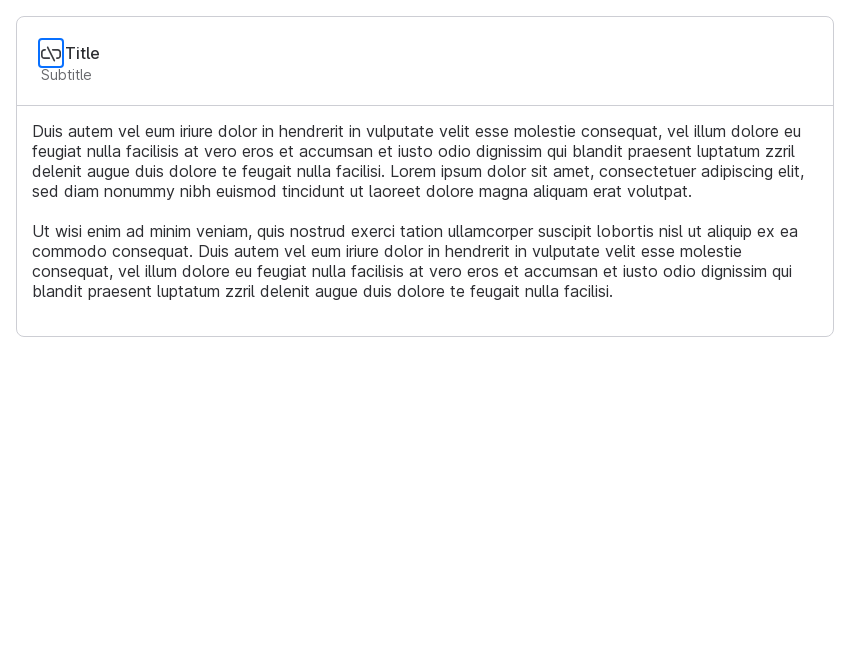 Title
Subtitle
Duis autem vel eum iriure dolor in hendrerit in vulputate velit esse molestie consequat, vel illum dolore eu
feugiat nulla facilisis at vero eros et accumsan et iusto odio dignissim qui blandit praesent luptatum zzril
delenit augue duis dolore te feugait nulla facilisi. Lorem ipsum dolor sit amet, consectetuer adipiscing elit,
sed diam nonummy nibh euismod tincidunt ut laoreet dolore magna aliquam erat volutpat.
Ut wisi enim ad minim veniam, quis nostrud exerci tation ullamcorper suscipit lobortis nisl ut aliquip ex ea
commodo consequat. Duis autem vel eum iriure dolor in hendrerit in vulputate velit esse molestie
consequat, vel illum dolore eu feugiat nulla facilisis at vero eros et accumsan et iusto odio dignissim qui
blandit praesent luptatum zzril delenit augue duis dolore te feugait nulla facilisi.